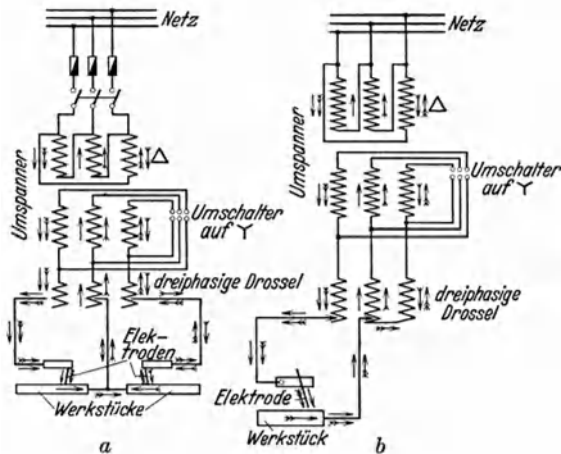 Netz
Umspanner
△
Umschalter
auf Y
dreiphasige Drossel
Elek-
troden
Werkstücke
a
Netz
Umspanner
△
Umschalter
auf Y
dreiphasige
Drossel
Elektrode
Werkstück
b